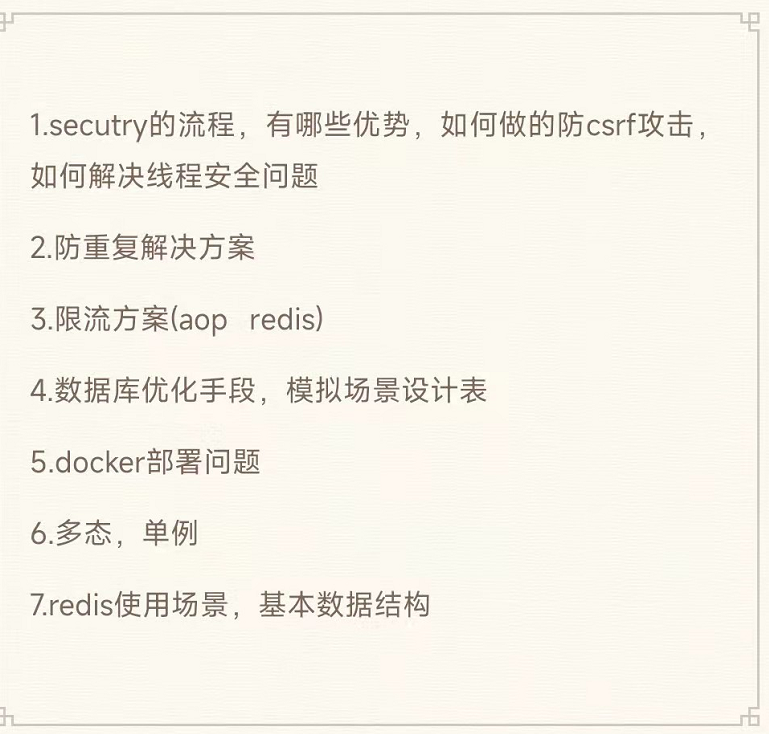 1.secutry的流程，有哪些优势，如何做的防csrf攻击，
如何解决线程安全问题
2.防重复解决方案
3.限流方案(aop redis)
4.数据库优化手段，模拟场景设计表
5.docker部署问题
6.多态，单例
7.redis使用场景，基本数据结构